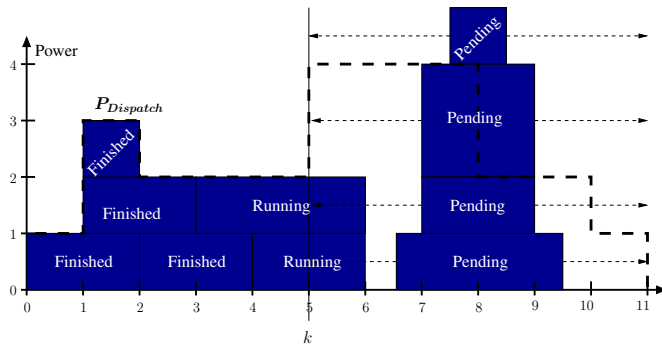 Power
Pending
4
P_Dispatch
3
Finished
Pending
2
Finished
Running
Pending
1
Finished
Finished
Running
Pending
0
0 1 2 3 4 5 6 7 8 9 10 11
k